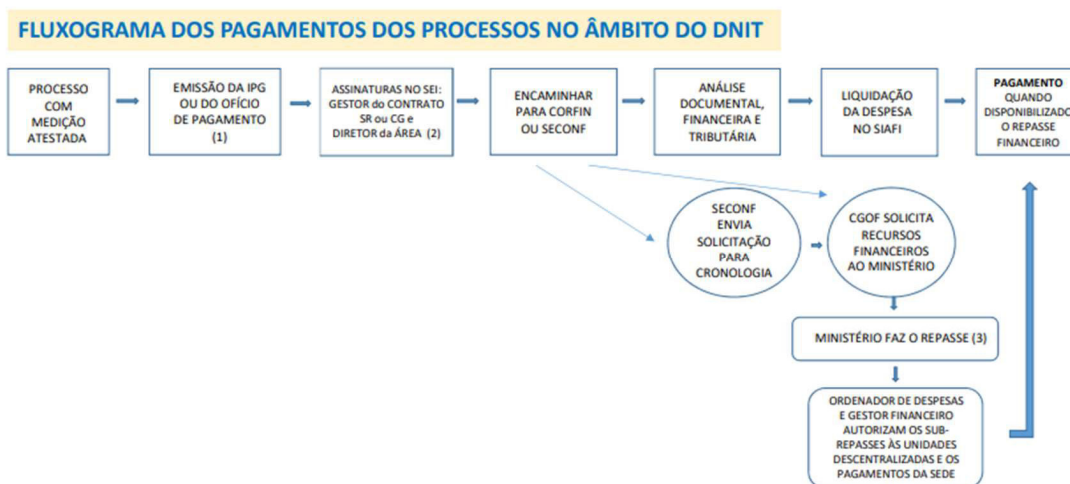 FLUXOGRAMA DOS PAGAMENTOS DOS PROCESSOS NO ÂMBITO DO DNIT
PROCESSO
COM
MEDIÇÃO
ATESTADA
EMISSÃO DA IPG
OU DO OFÍCIO
DE PAGAMENTO
(1)
ASSINATURAS NO SEI:
GESTOR do CONTRATO
SR ou CG e
DIRETOR da ÁREA (2)
ENCAMINHAR
PARA CORFIN
OU SECONF
ANÁLISE
DOCUMENTAL,
FINANCEIRA E
TRIBUTÁRIA
LIQUIDAÇÃO
DA DESPESA
NO SIAFI
PAGAMENTO
QUANDO
DISPONIBILIZADO
O REPASSE
FINANCEIRO
SECONF
ENVIA
SOLICITAÇÃO
PARA
CRONOLOGIA
CGOF SOLICITA
RECURSOS
FINANCEIROS
AO MINISTÉRIO
MINISTÉRIO FAZ O REPASSE (3)
ORDENADOR DE DESPESAS
E GESTOR FINANCEIRO
AUTORIZAM OS SUB-
REPASSES ÀS UNIDADES
DESCENTRALIZADAS E OS
PAGAMENTOS DA SEDE